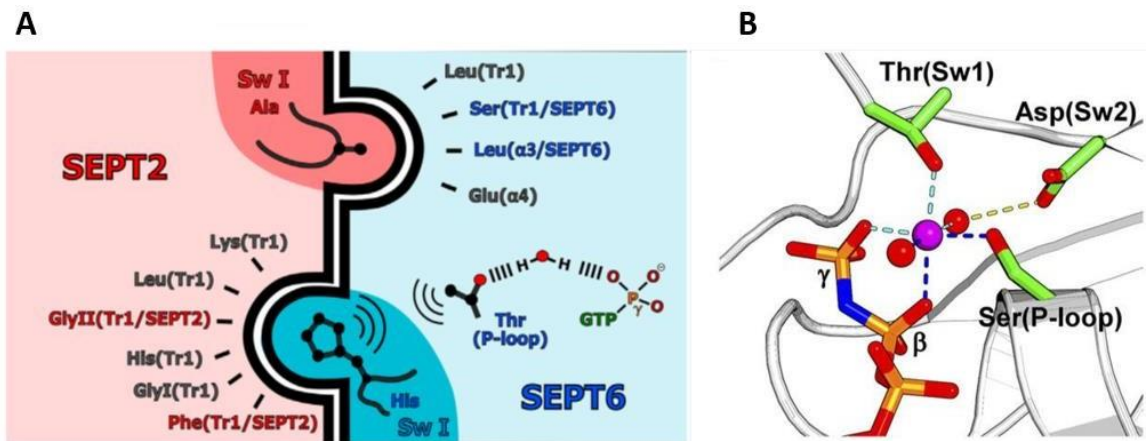 A
B
Sw I
Ala
SEPT2
Leu(Tr1)
Ser(Tr1/SEPT6)
Leu(α3/SEPT6)
Glu(α4)
Lys(Tr1)
Leu(Tr1)
GlyII(Tr1/SEPT2)
His(Tr1)
GlyI(Tr1)
Phe(Tr1/SEPT2)
H
H
O
O
P
γ
O
⊖
GTP
Thr
(P-loop)
His
Sw I
SEPT6
Thr(Sw1)
Asp(Sw2)
Ser(P-loop)
γ
β